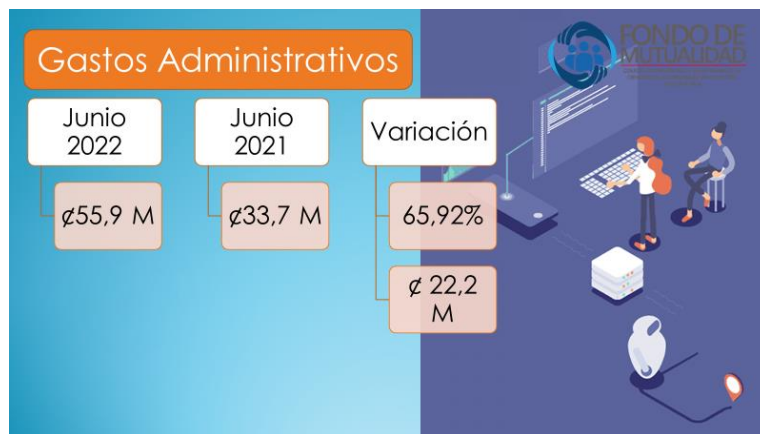 Gastos Administrativos
FONDO DE
MUTUALIDAD
Junio
2022
Junio
2021
Variación
¢55,9 M
¢33,7 M
65,92%
¢ 22,2
M